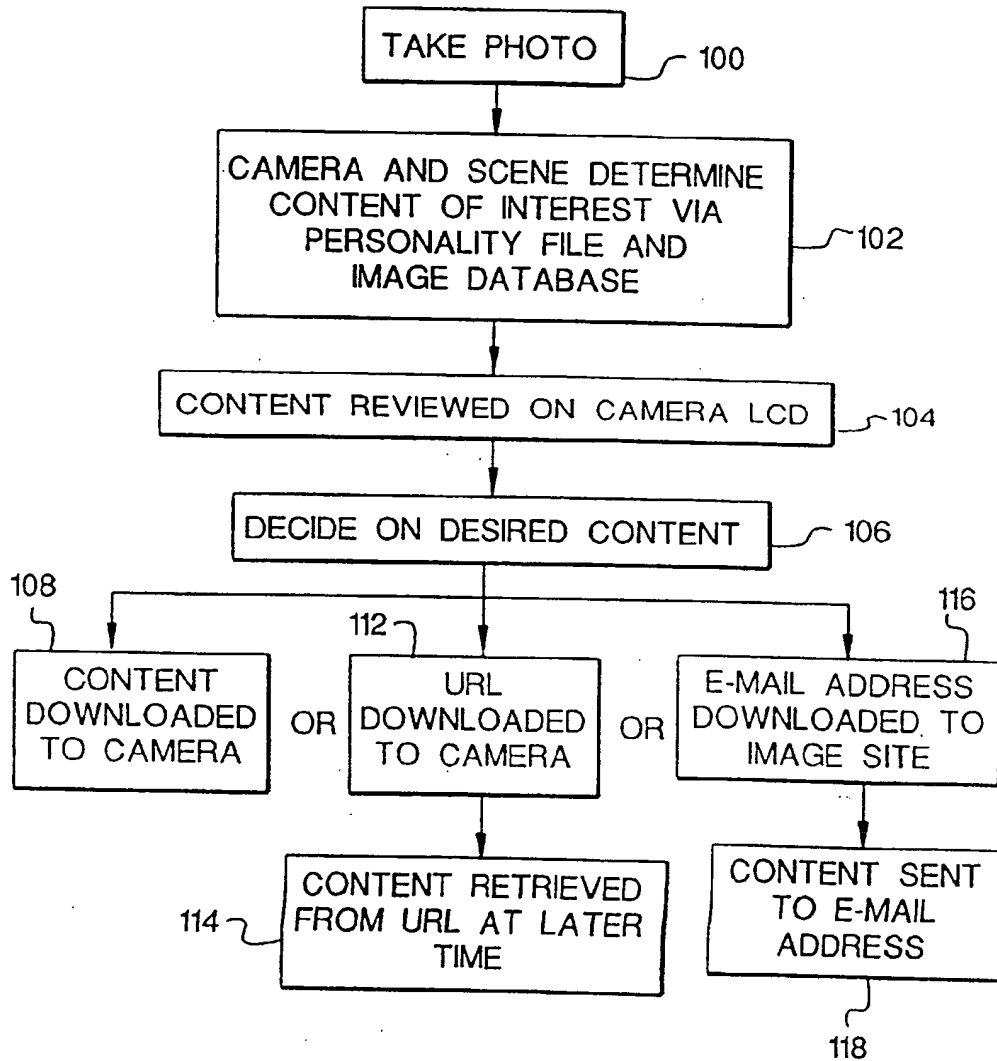 TAKE PHOTO
100
CAMERA AND SCENE DETERMINE
CONTENT OF INTEREST VIA
PERSONALITY FILE AND
IMAGE DATABASE
102
CONTENT REVIEWED ON CAMERA LCD
104
DECIDE ON DESIRED CONTENT
106
108
CONTENT
DOWNLOADED
TO CAMERA
OR
112
URL
DOWNLOADED
TO CAMERA
OR
116
E-MAIL ADDRESS
DOWNLOADED TO
IMAGE SITE
114
CONTENT RETRIEVED
FROM URL AT LATER
TIME
CONTENT SENT
TO E-MAIL
ADDRESS
118